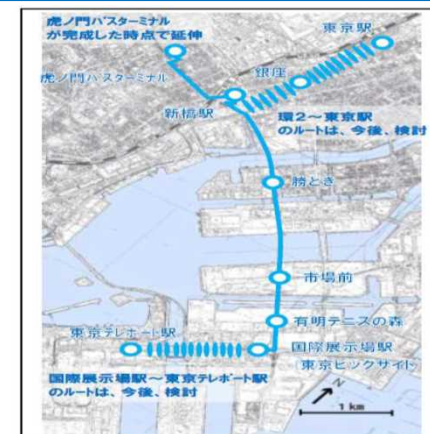 虎ノ門バスターミナル
が完成した時点で延伸
東京駅
虎ノ門バスターミナル
銀座
新橋駅
環2～東京駅
のルートは、今後、検討
勝どき
市場前
有明テニスの森
東京テレポート駅
国際展示場駅
(東京ビックサイト)
国際展示場駅～東京テレポート駅
のルートは、今後、検討
N
1 km